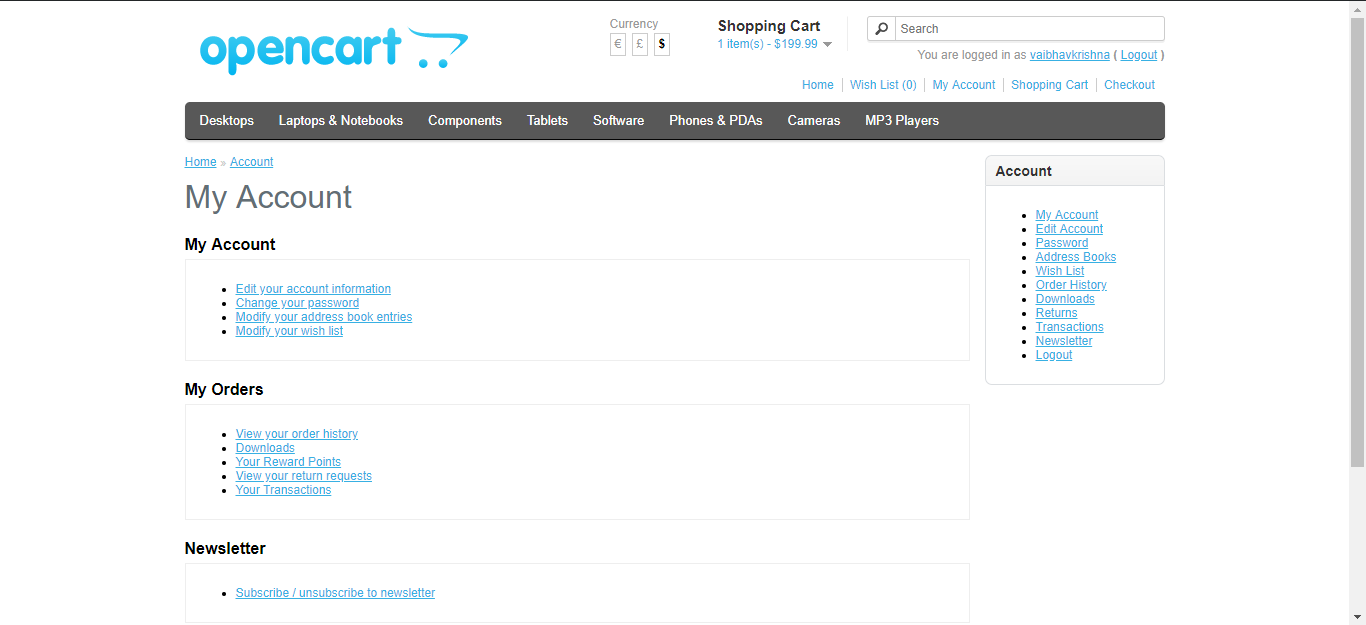 opencart
Currency
€ £ $
Shopping Cart
1 item(s) - $199.99
Search
You are logged in as vaibhavkrishna ( Logout )
Home Wish List (0) My Account Shopping Cart Checkout
Desktops Laptops & Notebooks Components Tablets Software Phones & PDAs Cameras MP3 Players
Home » Account
My Account
My Account
Edit your account information
Change your password
Modify your address book entries
Modify your wish list
My Orders
View your order history
Downloads
Your Reward Points
View your return requests
Your Transactions
Newsletter
Subscribe / unsubscribe to newsletter
Account
My Account
Edit Account
Password
Address Books
Wish List
Order History
Downloads
Returns
Transactions
Newsletter
Logout